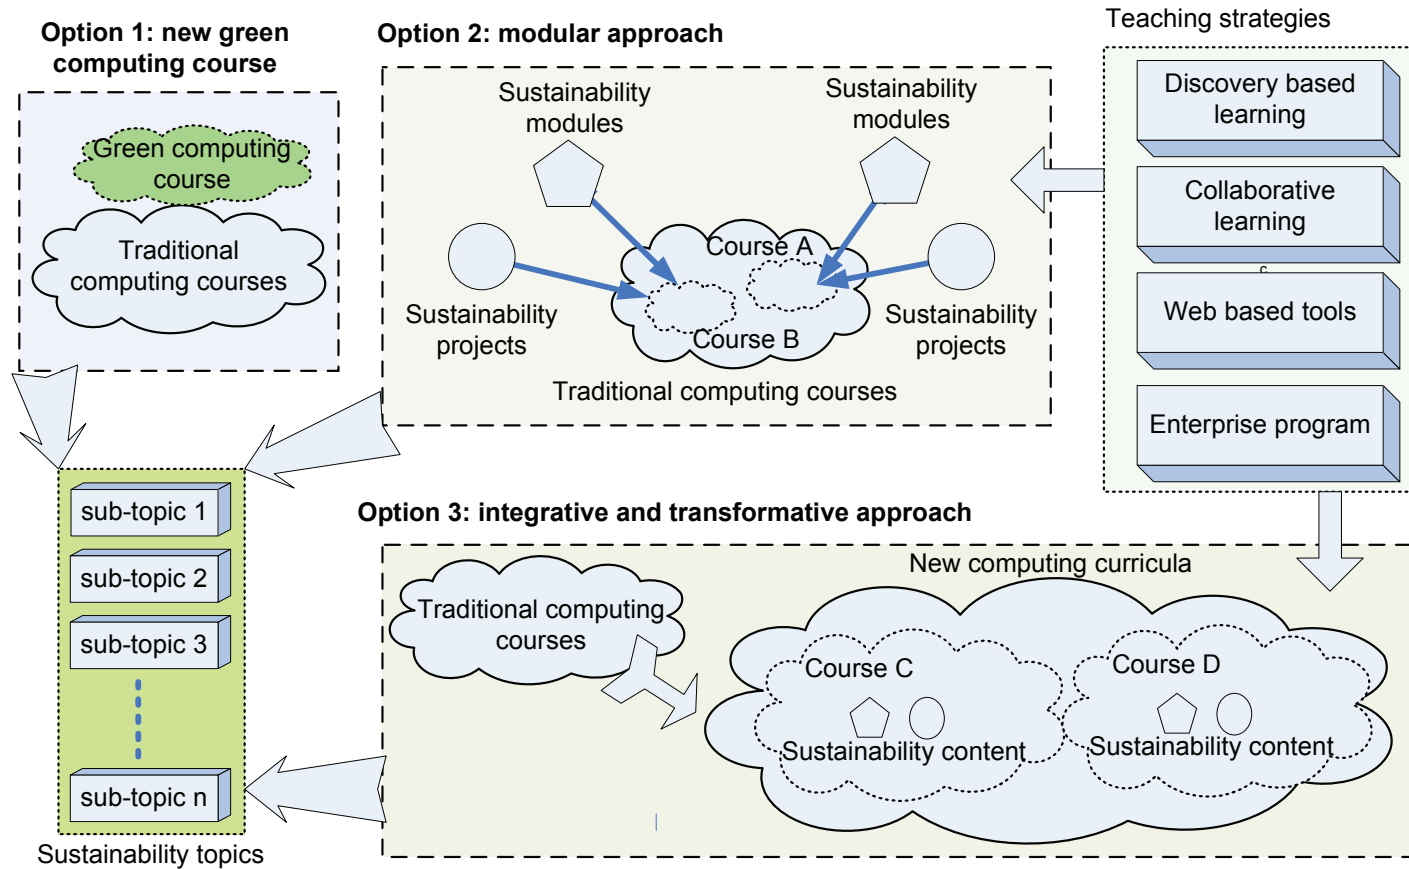 Option 1: new green
computing course
Green computing
course
Traditional
computing courses
Option 2: modular approach
Sustainability
modules
Sustainability
modules
Course A
Course B
Sustainability
projects
Sustainability
projects
Traditional computing courses
Teaching strategies
Discovery based
learning
Collaborative
learning
c
Web based tools
Enterprise program
sub-topic 1
sub-topic 2
sub-topic 3
sub-topic n
Sustainability topics
Option 3: integrative and transformative approach
New computing curricula
Traditional computing
courses
Course C
Sustainability content
Course D
Sustainability content